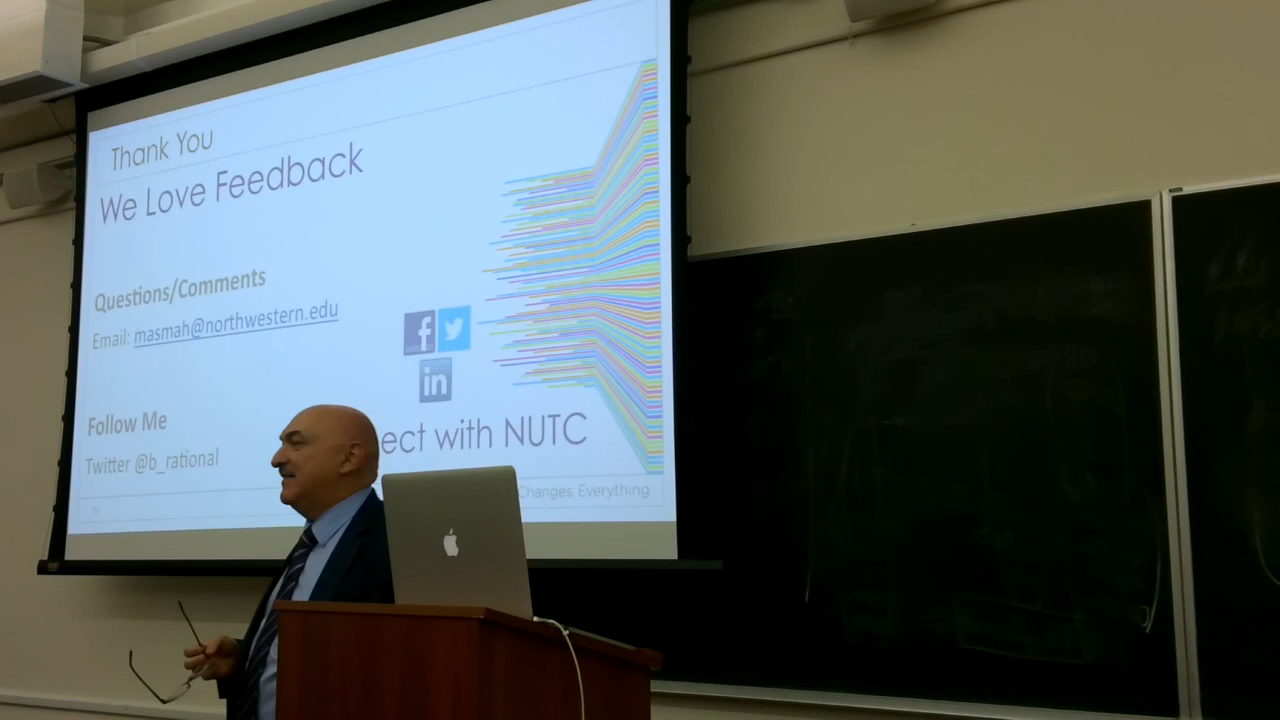 Thank You
We Love Feedback
Questions/Comments
Email: masmah@northwestern.edu
f
in
Follow Me
ect with NUTC
Twitter @b_rational
Changes Everything